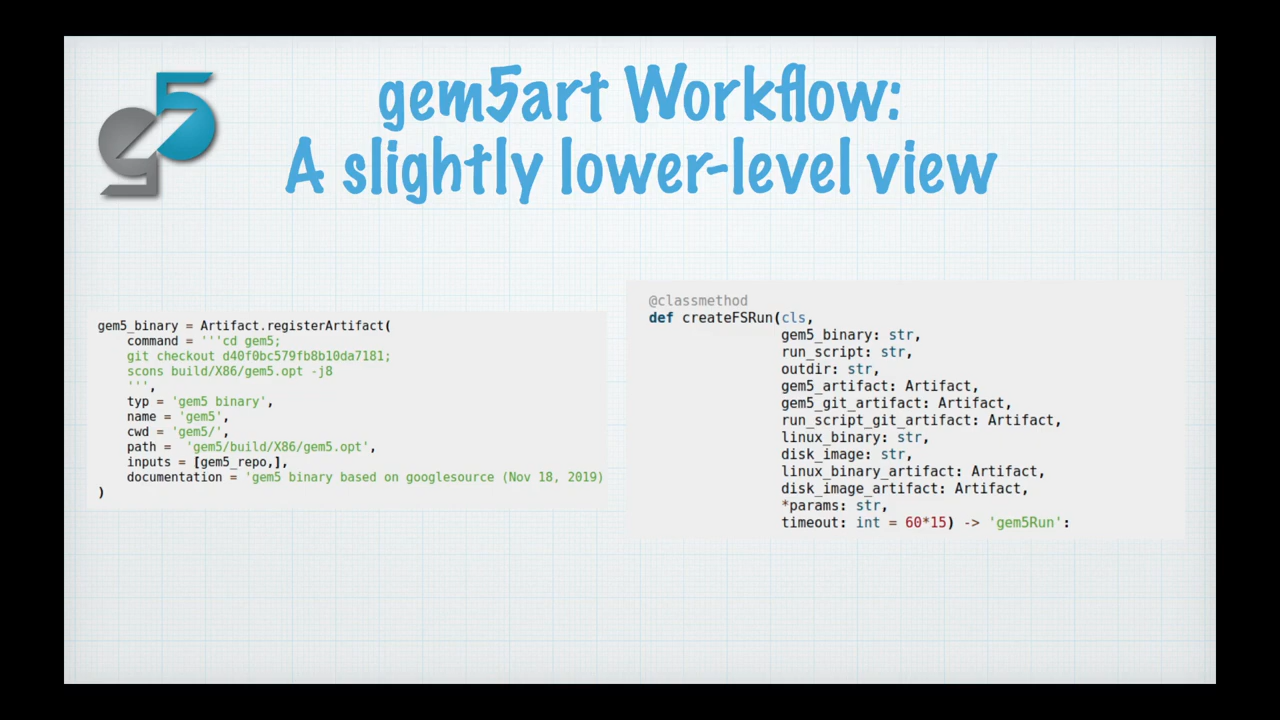 gem5art Workflow:
A slightly lower-level view
gem5_binary = Artifact.registerArtifact(
command = '''cd gem5;
git checkout d40f0bc579fb8b10da7181;
scons build/X86/gem5.opt -j8
''',
typ = 'gem5 binary',
name = 'gem5',
cwd = 'gem5/',
path =  'gem5/build/X86/gem5.opt',
inputs = [gem5_repo,],
documentation = 'gem5 binary based on googlesource (Nov 18, 2019)
)
@classmethod
def createFSRun(cls,
gem5_binary: str,
run_script: str,
outdir: str,
gem5_artifact: Artifact,
gem5_git_artifact: Artifact,
run_script_git_artifact: Artifact,
linux_binary: str,
disk_image: str,
linux_binary_artifact: Artifact,
disk_image_artifact: Artifact,
*params: str,
timeout: int = 60*15) -> 'gem5Run':